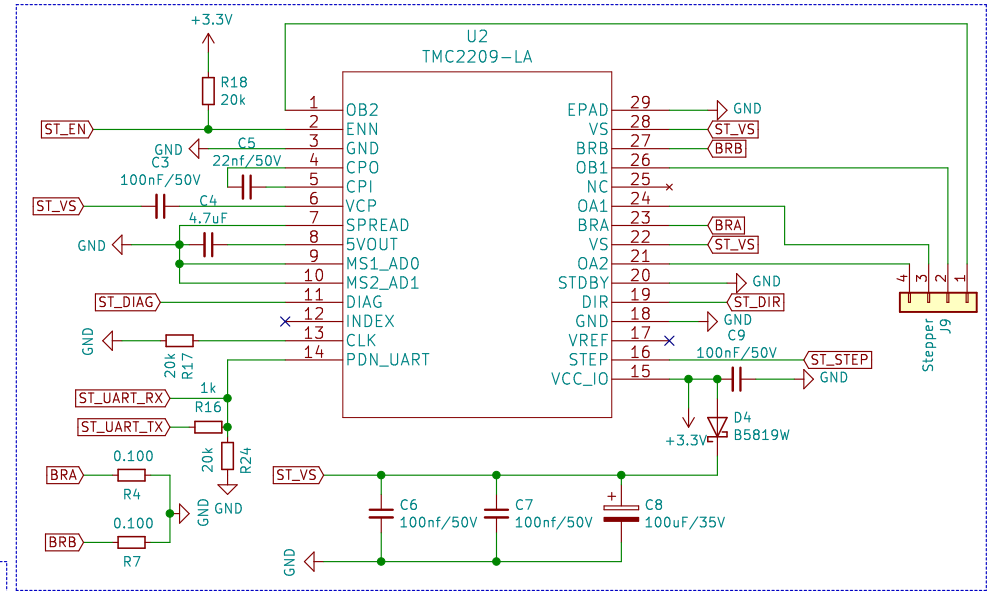 +3.3V
R18
20k
ST_EN
GND
C5
22nf/50V
C3
100nF/50V
ST_VS
C4
4.7uF
GND
ST_DIAG
GND
20k
R17
1k
ST_UART_RX
R16
ST_UART_TX
20k
R24
GND
BRA
0.100
R4
GND
BRB
0.100
R7
U2
TMC2209-LA
1 OB2
2 ENN
3 GND
4 CPO
5 CPI
6 VCP
7 SPREAD
8 5VOUT
9 MS1_AD0
10 MS2_AD1
11 DIAG
12 INDEX
13 CLK
14 PDN_UART
EPAD 29
VS 28
BRB 27
OB1 26
NC 25
OA1 24
BRA 23
VS 22
OA2 21
STDBY 20
DIR 19
GND 18
VREF 17
STEP 16
VCC_IO 15
GND
ST_VS
BRB
BRA
ST_VS
GND
ST_DIR
GND
C9
100nF/50V
ST_STEP
GND
+3.3V
D4
B5819W
4 3 2 1
Stepper
J9
ST_VS
C6
100nf/50V
C7
100nf/50V
+
C8
100uF/35V
GND